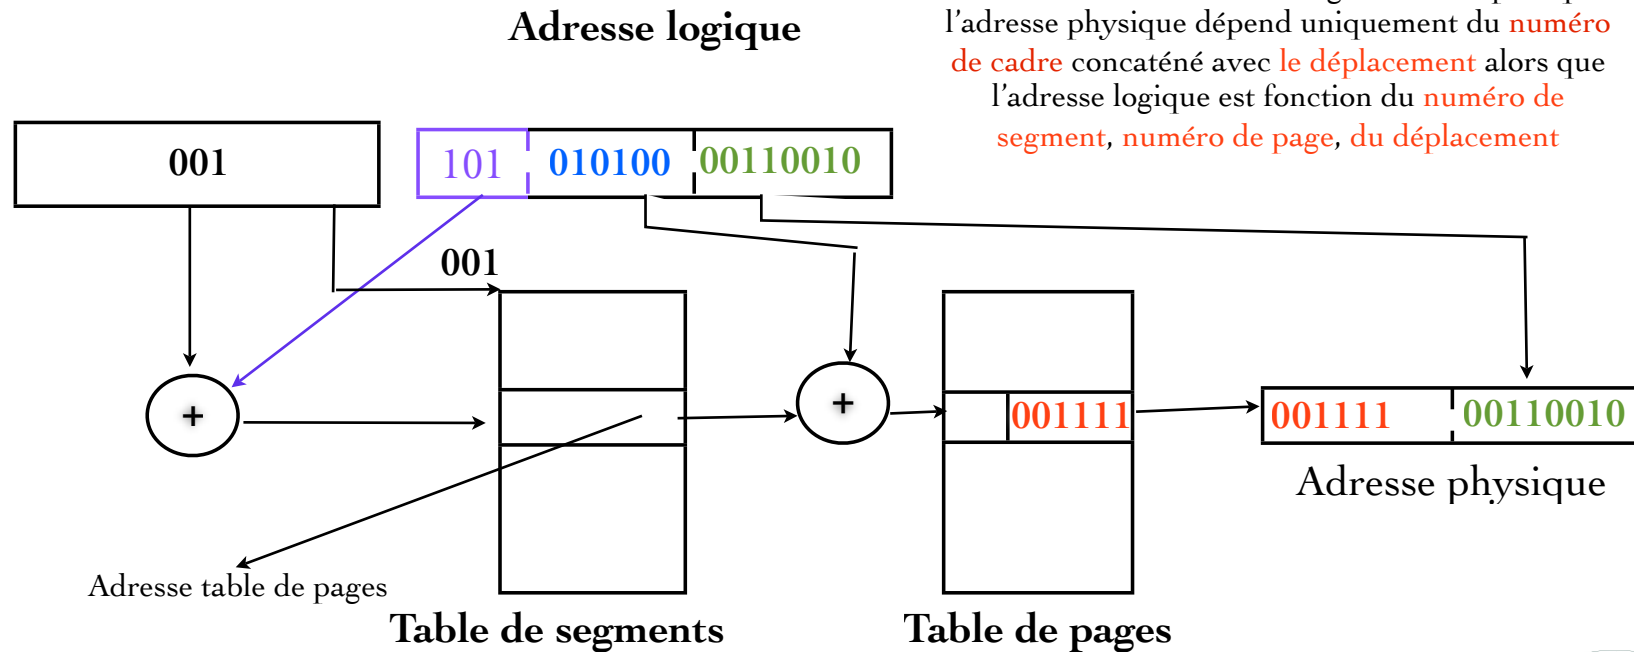 Adresse logique
l'adresse physique dépend uniquement du numéro
de cadre concaténé avec le déplacement alors que
l'adresse logique est fonction du numéro de
segment, numéro de page, du déplacement
001
101 010100 00110010
001
+
+
001111
001111 00110010
Adresse physique
Adresse table de pages
Table de segments
Table de pages